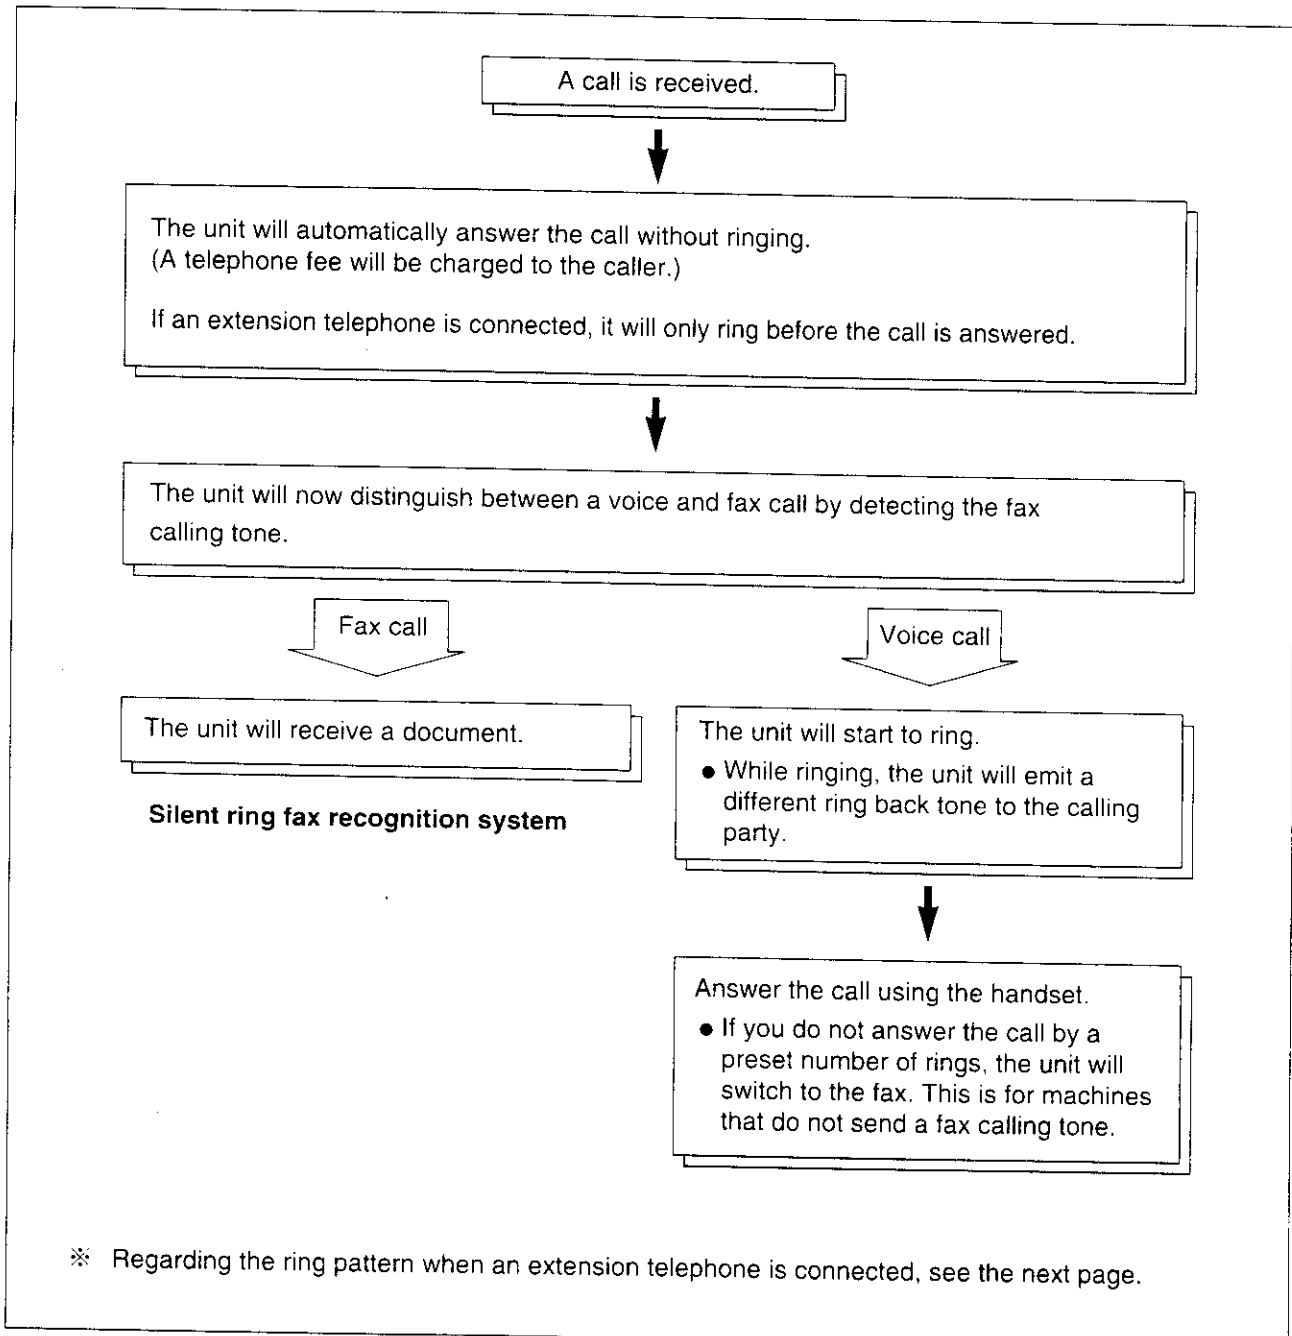 A call is received.
The unit will automatically answer the call without ringing.
(A telephone fee will be charged to the caller.)
If an extension telephone is connected, it will only ring before the call is answered.
The unit will now distinguish between a voice and fax call by detecting the fax
calling tone.
Fax call
Voice call
The unit will receive a document.
Silent ring fax recognition system
The unit will start to ring.
● While ringing, the unit will emit a
different ring back tone to the calling
party.
Answer the call using the handset.
● If you do not answer the call by a
preset number of rings, the unit will
switch to the fax. This is for machines
that do not send a fax calling tone.
※ Regarding the ring pattern when an extension telephone is connected, see the next page.